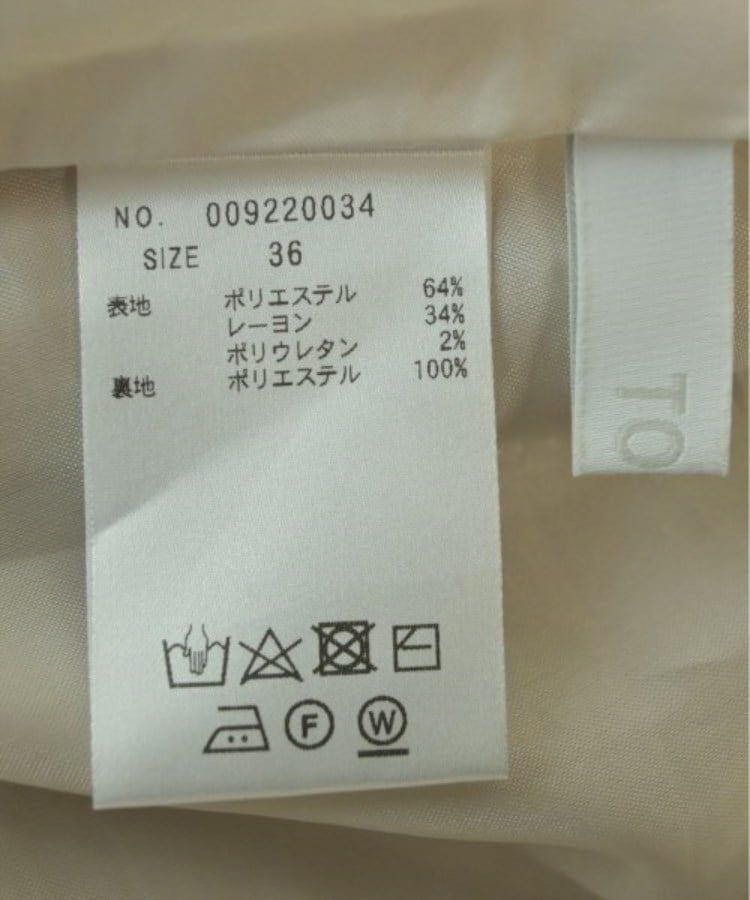 NO. 009220034
SIZE 36
表地 ポリエステル 64%
レーヨン 34%
ポリウレタン 2%
裏地 ポリエステル 100%
F W
TO